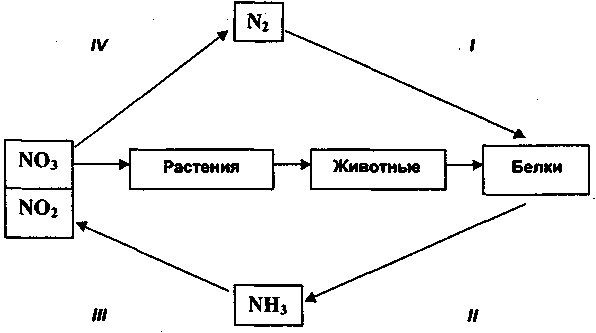 N₂
IV
I
NO₃
Растения
Животные
Белки
NO₂
NH₃
III
II